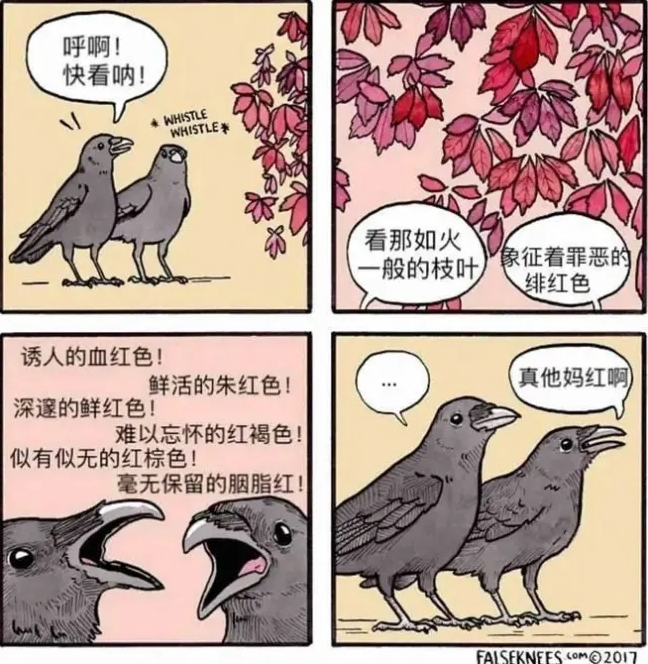 呼啊！
快看呐！
* WHISTLE
WHISTLE *
看那如火
一般的枝叶
象征着罪恶的
绯红色
诱人的血红色！
鲜活的朱红色！
深邃的鲜红色！
难以忘怀的红褐色！
似有似无的红棕色！
毫无保留的胭脂红！
...
真他妈红啊
FALSEKNEES.com©2017